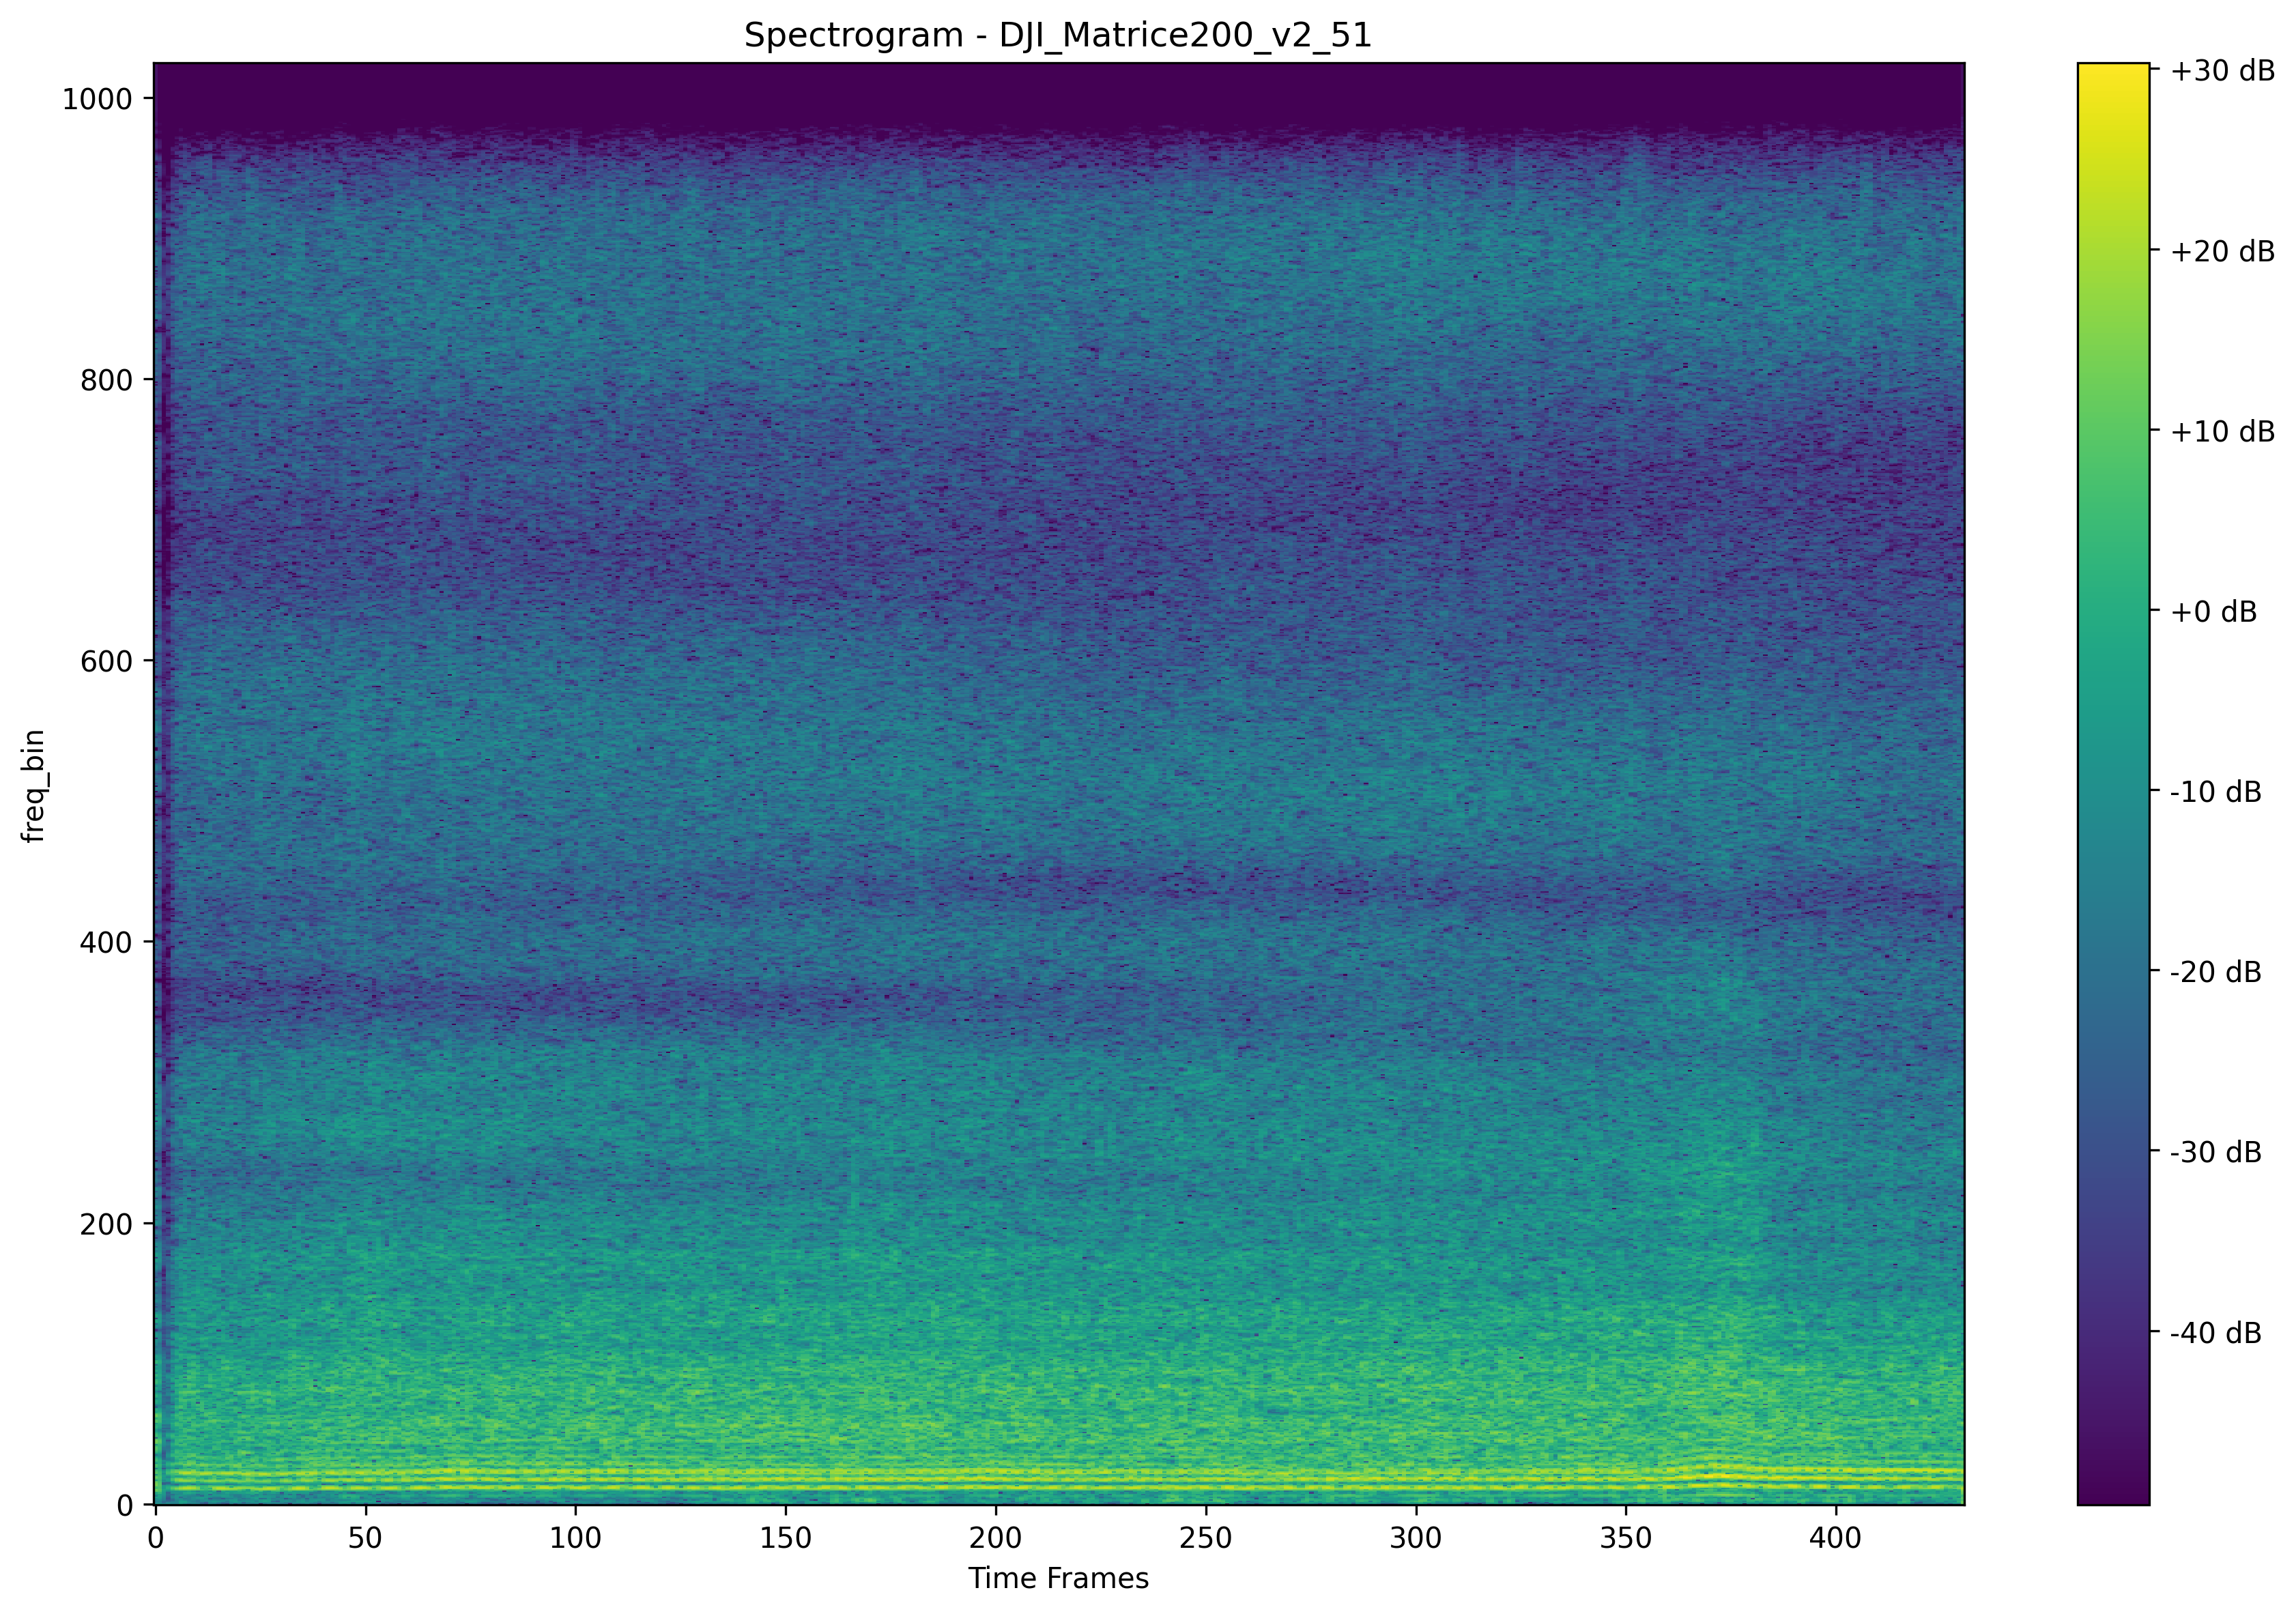 Spectrogram - DJI_Matrice200_v2_51
1000
800
600
400
200
0
freq_bin
0 50 100 150 200 250 300 350 400
Time Frames
+30 dB
+20 dB
+10 dB
+0 dB
-10 dB
-20 dB
-30 dB
-40 dB